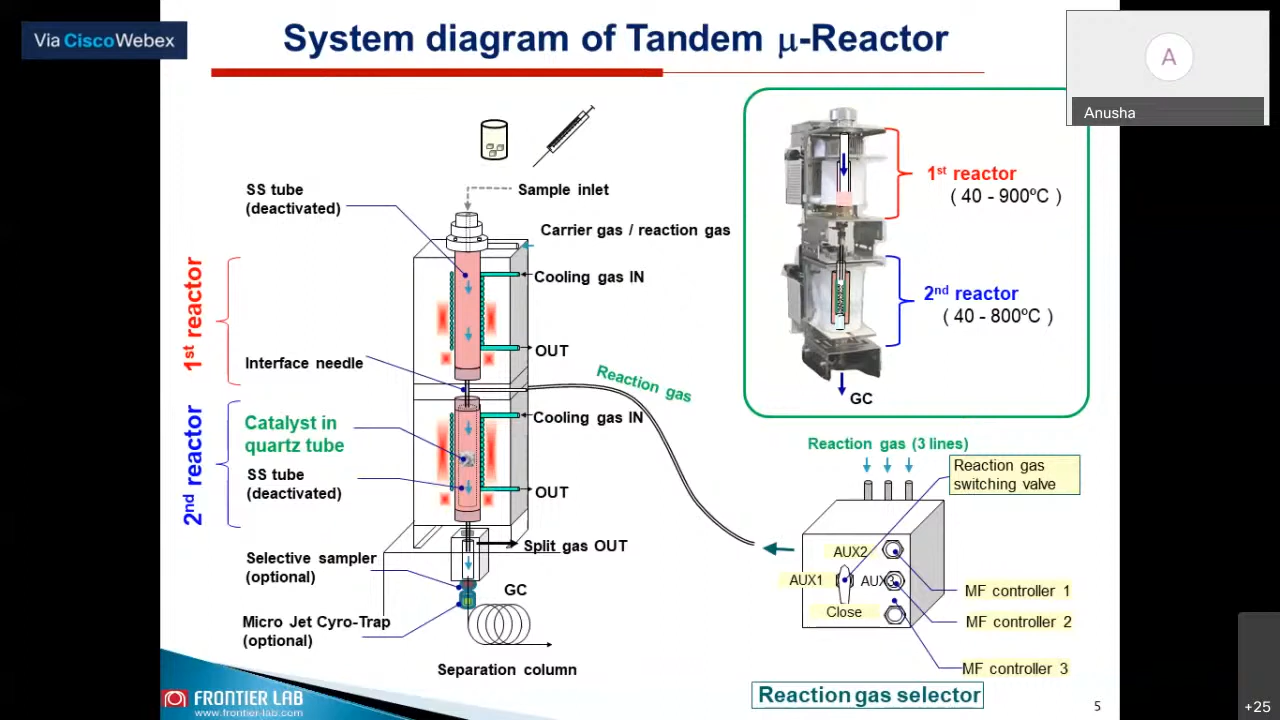 Via CiscoWebex
System diagram of Tandem μ-Reactor
A
Anusha
SS tube
(deactivated)
Sample inlet
Carrier gas / reaction gas
Cooling gas IN
1st reactor
OUT
Interface needle
Reaction gas
Cooling gas IN
Catalyst in
quartz tube
2nd reactor
SS tube
(deactivated)
OUT
Split gas OUT
Selective sampler
(optional)
GC
Micro Jet Cyro-Trap
(optional)
Separation column
1st reactor
( 40 - 900ºC )
2nd reactor
( 40 - 800ºC )
GC
Reaction gas (3 lines)
Reaction gas
switching valve
AUX2
AUX1
AUX3
Close
MF controller 1
MF controller 2
MF controller 3
Reaction gas selector
FRONTIER LAB
www.frontier-lab.com
5
+25